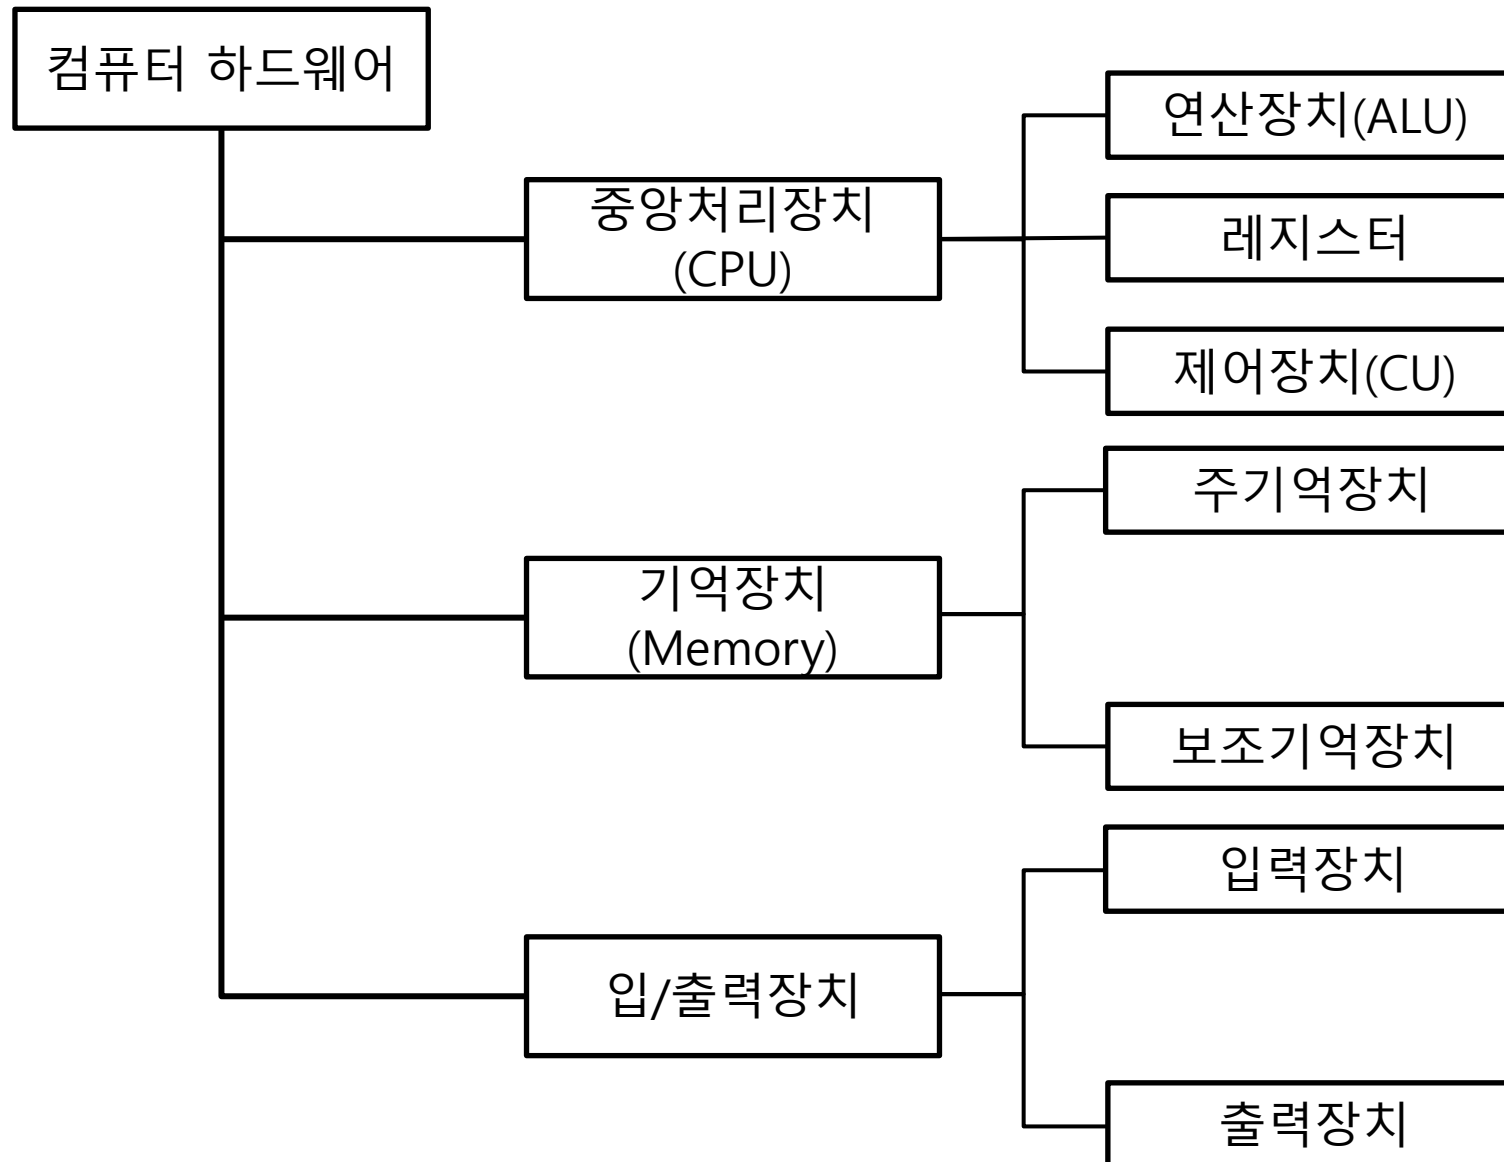 컴퓨터 하드웨어
중앙처리장치
(CPU)
연산장치(ALU)
레지스터
제어장치(CU)
기억장치
(Memory)
주기억장치
보조기억장치
입/출력장치
입력장치
출력장치